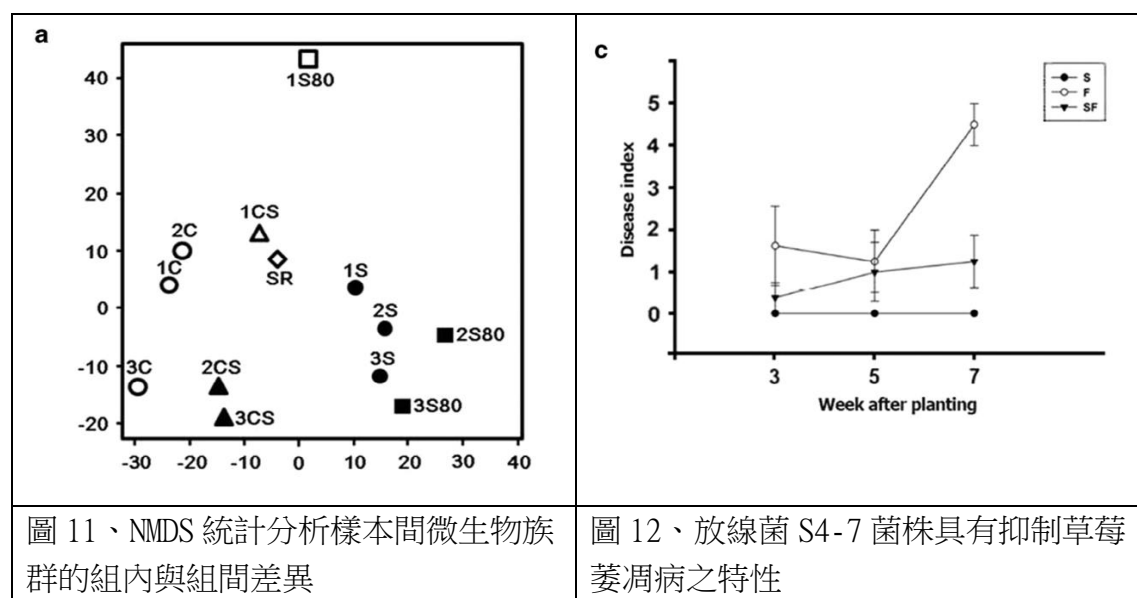 a
40
30
20
10
0
-10
-20
-30 -20 -10 0 10 20 30 40
1S80
1CS
2C
SR
1C
1S
2S
2S80
3C
2CS
3S
3CS
3S80
c
S
F
SF
Disease index
5
4
3
2
1
0
3 5 7
Week after planting
圖 11、NMDS 統計分析樣本間微生物族
群的組內與組間差異
圖 12、放線菌 S4-7 菌株具有抑制草莓
萎凋病之特性